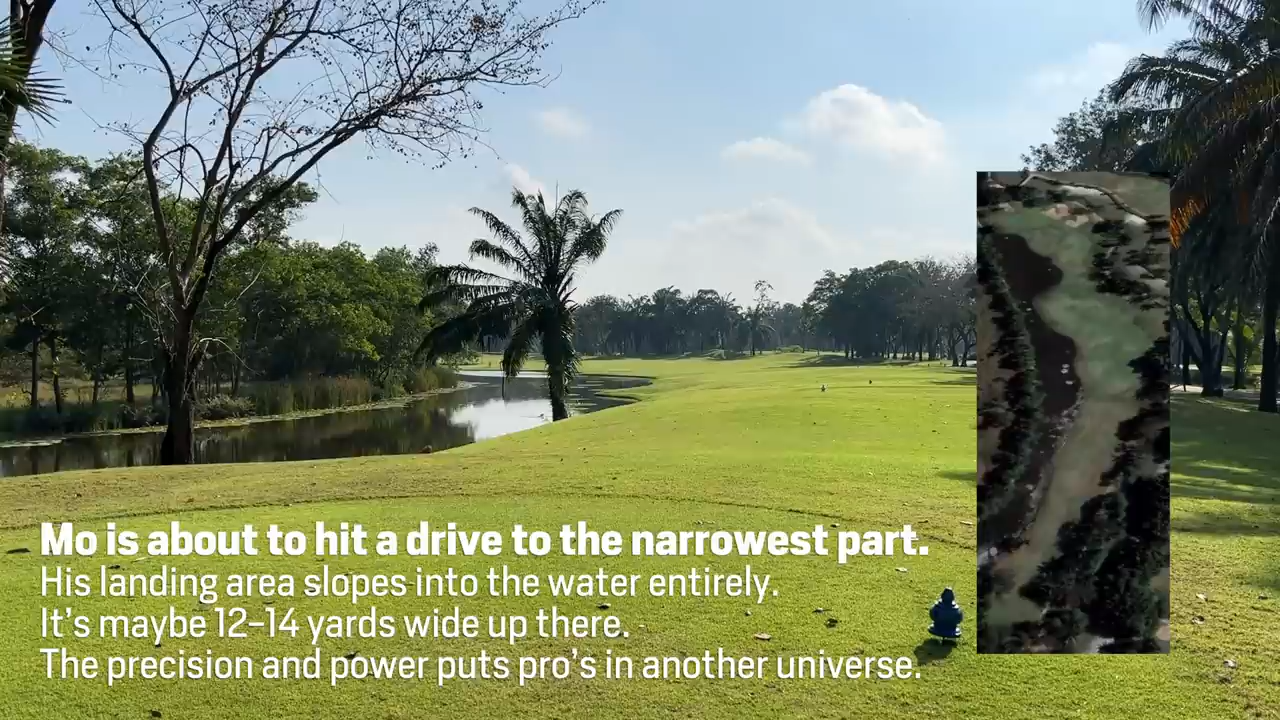 Mo is about to hit a drive to the narrowest part.
His landing area slopes into the water entirely.
It's maybe 12–14 yards wide up there.
The precision and power puts pro's in another universe.